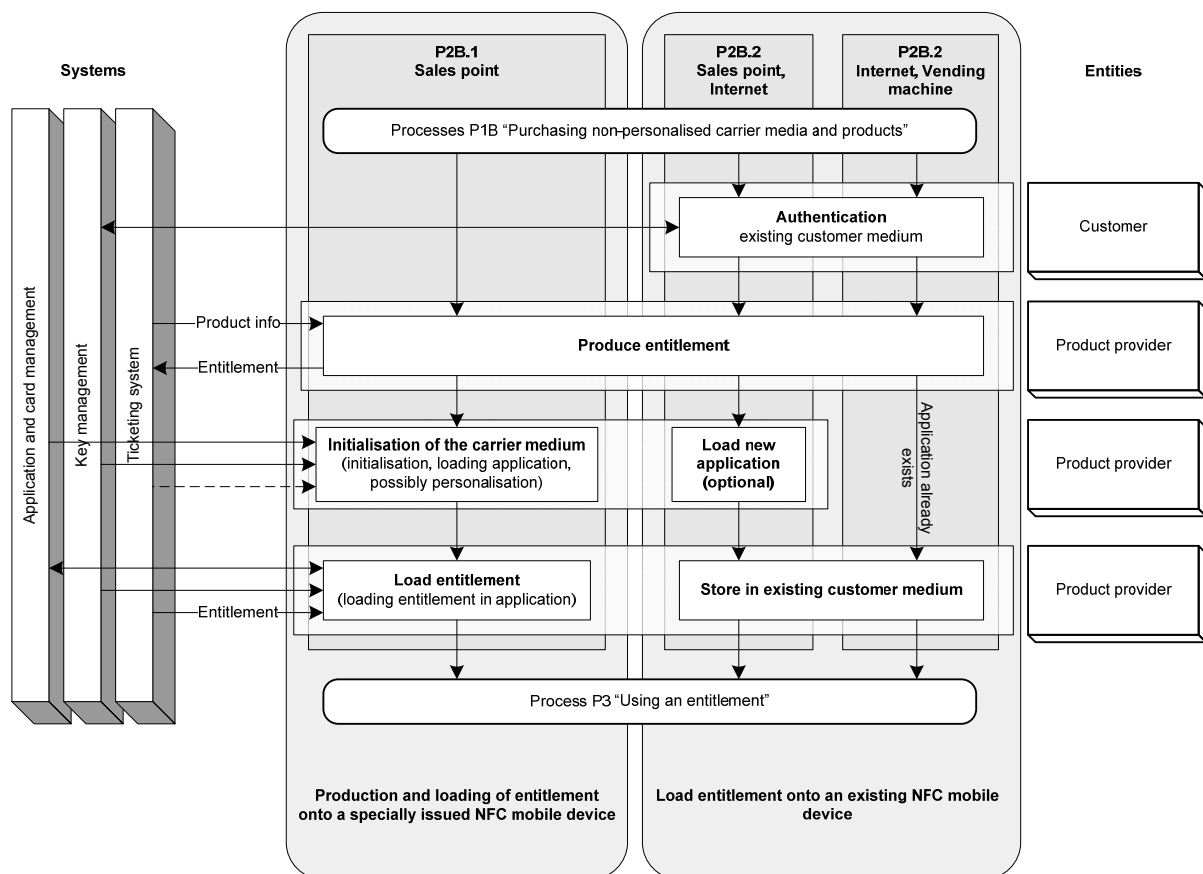 Systems
P2B.1
Sales point
P2B.2
Sales point,
Internet
P2B.2
Internet, Vending
machine
Entities
Processes P1B “Purchasing non-personalised carrier media and products”
Authentication
existing customer medium
Customer
Application and card management
Key management
Ticketing system
Product info
Entitlement
Produce entitlement
Product provider
Initialisation of the carrier medium
(initialisation, loading application,
possibly personalisation)
Load new
application
(optional)
Application already
exists
Product provider
Entitlement
Load entitlement
(loading entitlement in application)
Store in existing customer medium
Product provider
Process P3 “Using an entitlement”
Production and loading of entitlement
onto a specially issued NFC mobile device
Load entitlement onto an existing NFC mobile
device